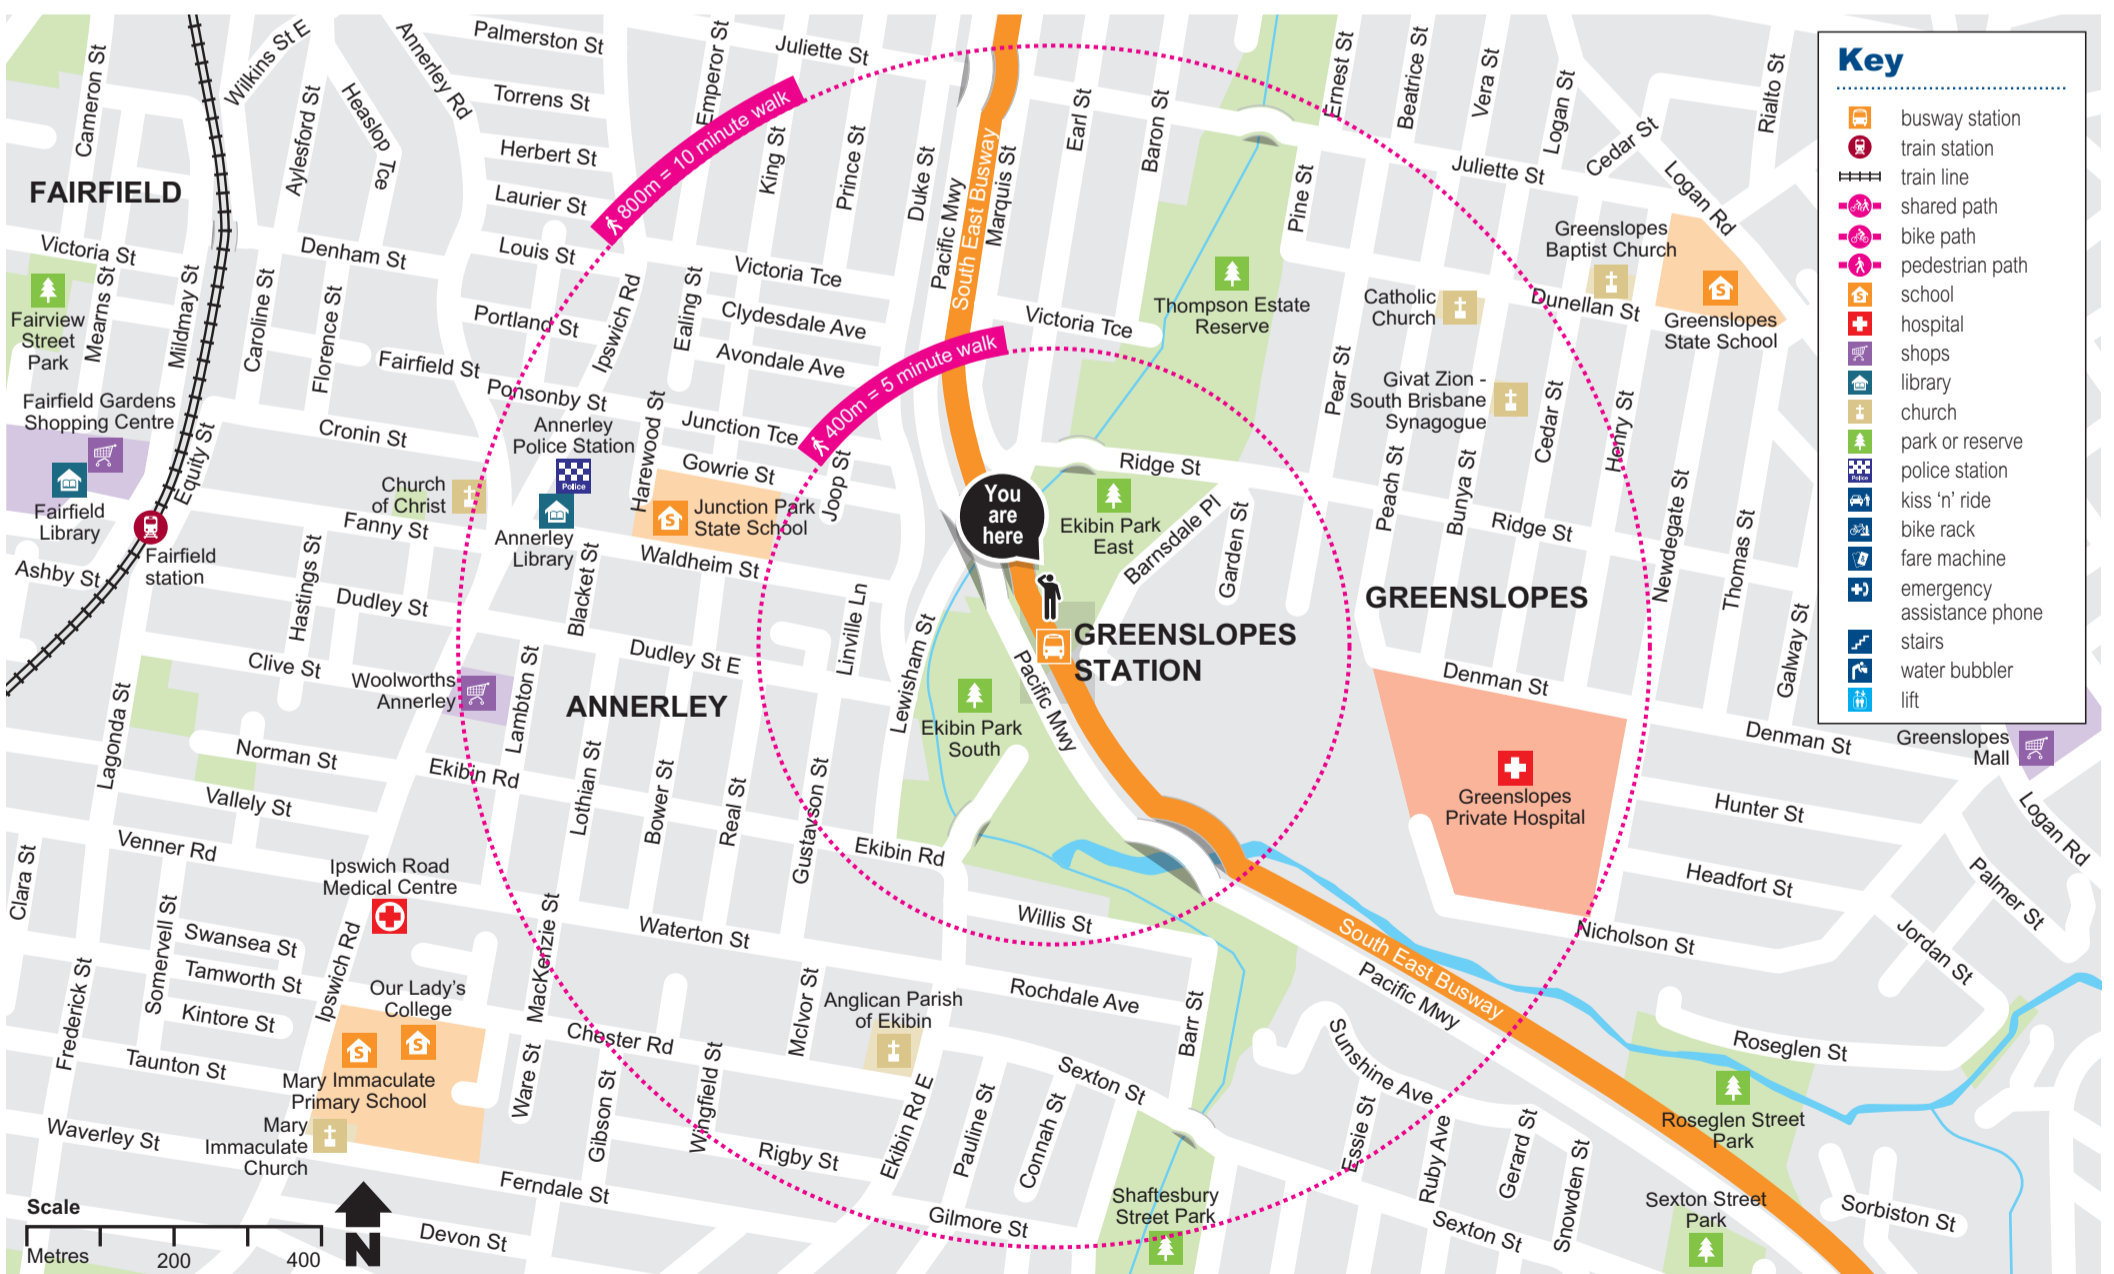 Palmerston St
Juliette St
Wilkins St E
Annerley Rd
Emperor St
Cameron St
Torrens St
Aylesford St
Heaslop Tce
Herbert St
800m = 10 minute walk
King St
Prince St
Duke St
Pacific Mwy
South East Busway
Marquis St
Earl St
Baron St
Ernest St
Beatrice St
Vera St
Logan St
Cedar St
Rialto St
Juliette St
Logan Rd
Pine St
FAIRFIELD
Laurier St
Victoria St
Denham St
Louis St
Victoria Tce
Greenslopes
Baptist Church
Mearns St
Mildmay St
Caroline St
Florence St
Portland St
Ipswich Rd
Ealing St
Clydesdale Ave
Avondale Ave
Victoria Tce
Thompson Estate
Reserve
Catholic
Church
Dunellan St
Greenslopes
State School
Fairview
Street
Park
Fairfield St
Ponsonby St
400m = 5 minute walk
Pear St
Givat Zion -
South Brisbane
Synagogue
Cedar St
Henry St
Fairfield Gardens
Shopping Centre
Cronin St
Annerley
Police Station
Police
Harewood St
Junction Tce
Gowrie St
Joop St
Ridge St
Peach St
Bunya St
Equity St
Church
of Christ
Junction Park
State School
You
are
here
Ekibin Park
East
Barnsdale Pl
Garden St
Ridge St
Newdegate St
Thomas St
Fairfield
Library
Fanny St
Annerley
Library
Waldheim St
Fairfield
station
Ashby St
Hastings St
Dudley St
Blacket St
Linville Ln
Lewisham St
GREENSLOPES
GREENSLOPES
STATION
Galway St
Clive St
Dudley St E
Woolworths
Annerley
Lambton St
ANNERLEY
Pacific Mwy
Denman St
Denman St
Greenslopes
Mall
Lagonda St
Norman St
Ekibin Rd
Ekibin Park
South
Greenslopes
Private Hospital
Vallely St
Lothian St
Bower St
Real St
Gustavson St
Hunter St
Logan Rd
Venner Rd
Ekibin Rd
Headfort St
Palmer St
Clara St
Ipswich Road
Medical Centre
Willis St
Waterton St
South East Busway
Nicholson St
Jordan St
Somervell St
Swansea St
Ipswich Rd
MacKenzie St
Tamworth St
Frederick St
Kintore St
Our Lady's
College
McIvor St
Anglican Parish
of Ekibin
Rochdale Ave
Pacific Mwy
Barr St
Sunshine Ave
Roseglen St
Chester Rd
Taunton St
Mary Immaculate
Primary School
Ware St
Gibson St
Wingfield St
Ekibin Rd E
Pauline St
Connah St
Sexton St
Roseglen Street
Park
Waverley St
Mary
Immaculate
Church
Rigby St
Essie St
Ruby Ave
Gerard St
Snowden St
Ferndale St
Shaftesbury
Street Park
Sexton Street
Park
Sorbiston St
Devon St
Gilmore St
Sexton St
Scale
Metres
200
400
N
Key
busway station
train station
train line
shared path
bike path
pedestrian path
S school
hospital
shops
library
church
park or reserve
Police police station
kiss ‘n’ ride
bike rack
fare machine
emergency
assistance phone
stairs
water bubbler
lift